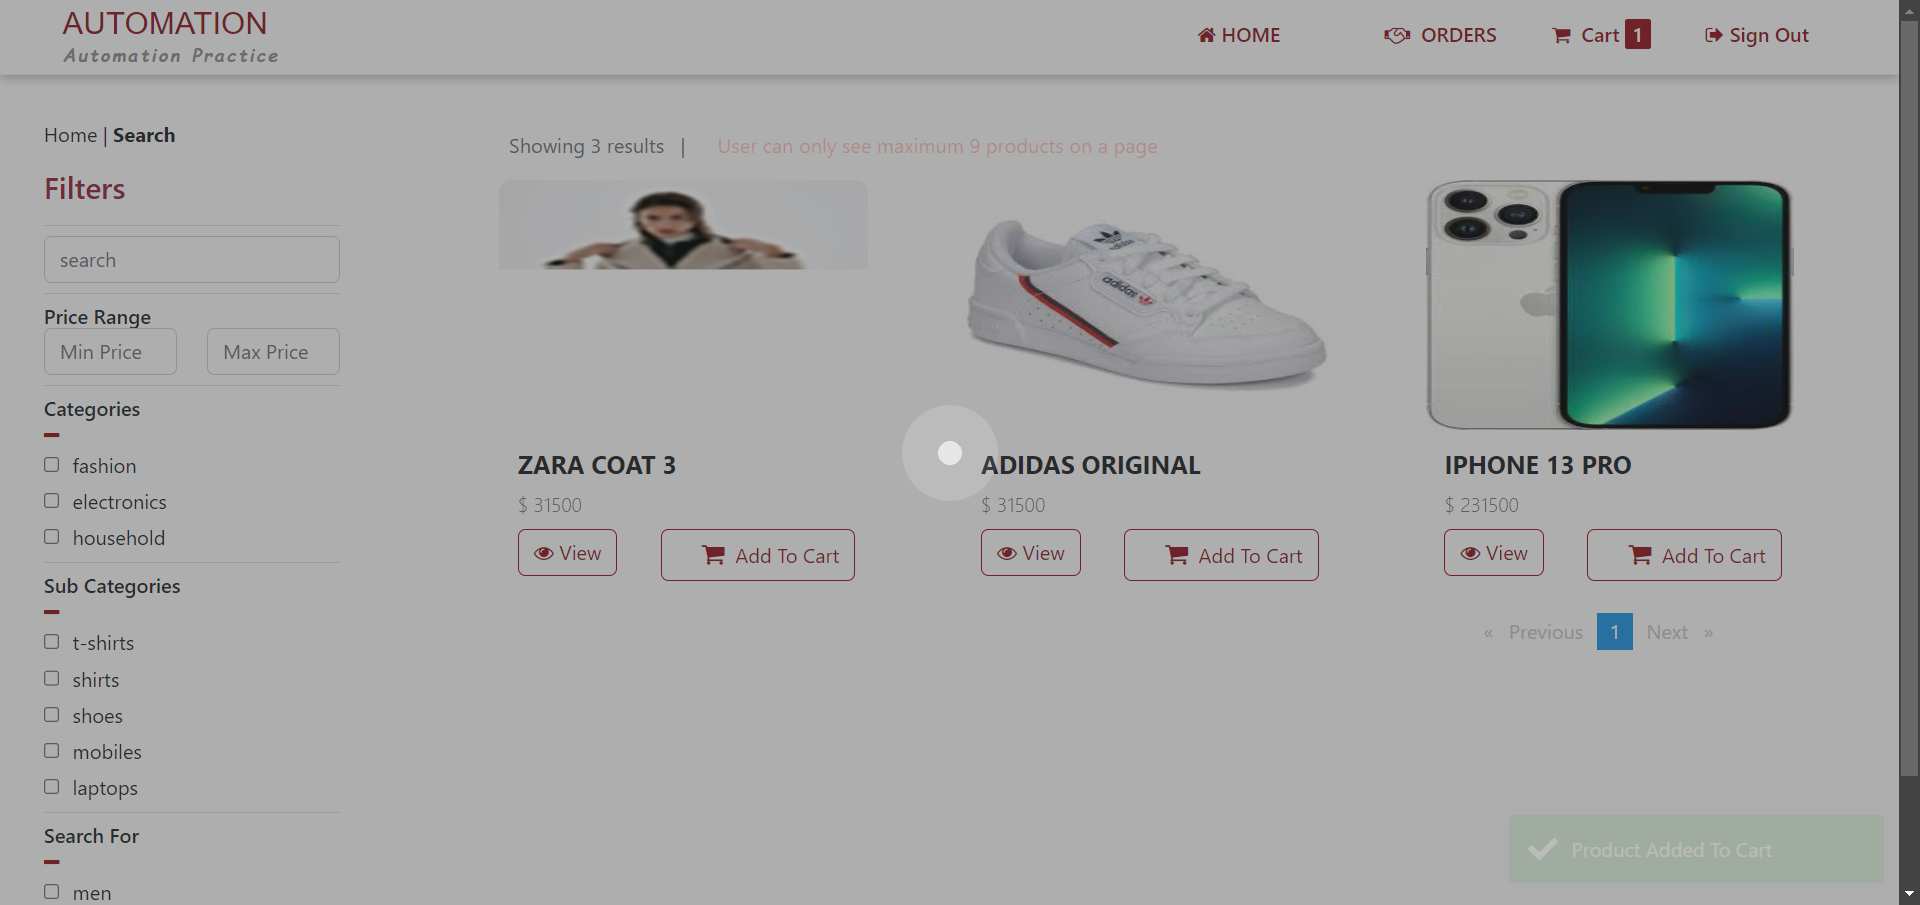 AUTOMATION
Automation Practice
HOME
ORDERS
Cart 1
Sign Out
Home | Search
Filters
search
Price Range
Min Price
Max Price
Categories
fashion
electronics
household
Sub Categories
t-shirts
shirts
shoes
mobiles
laptops
Search For
men
Showing 3 results |
User can only see maximum 9 products on a page
adidas
adidas
ZARA COAT 3
$ 31500
View
Add To Cart
ADIDAS ORIGINAL
$ 31500
View
Add To Cart
IPHONE 13 PRO
$ 231500
View
Add To Cart
« Previous 1 Next »
Product Added To Cart